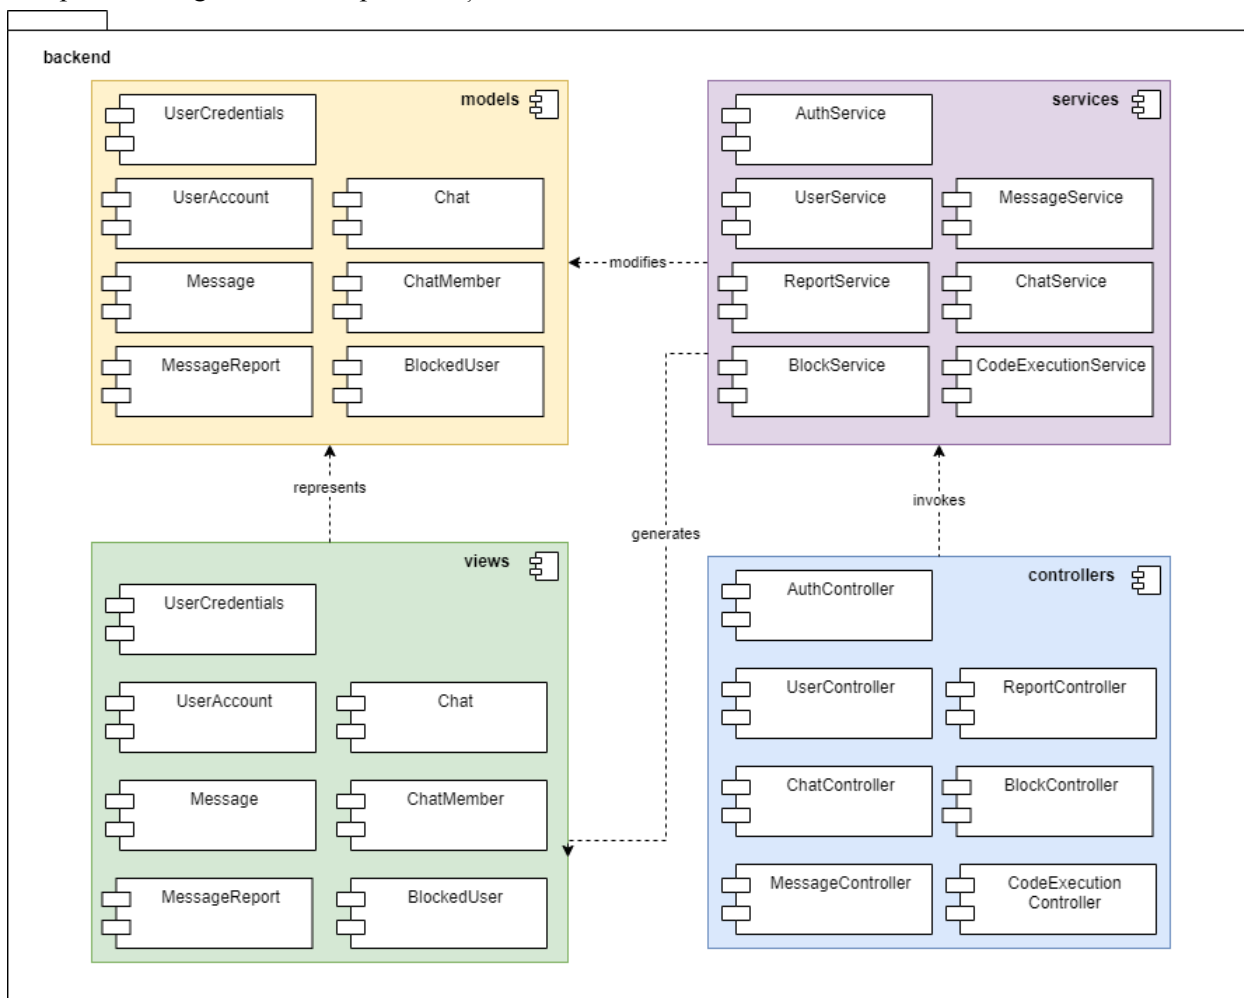 backend
models
UserCredentials
UserAccount
Chat
Message
ChatMember
MessageReport
BlockedUser
services
AuthService
UserService
MessageService
ReportService
ChatService
BlockService
CodeExecutionService
modifies
represents
generates
invokes
views
UserCredentials
UserAccount
Chat
Message
ChatMember
MessageReport
BlockedUser
controllers
AuthController
UserController
ReportController
ChatController
BlockController
MessageController
CodeExecution
Controller